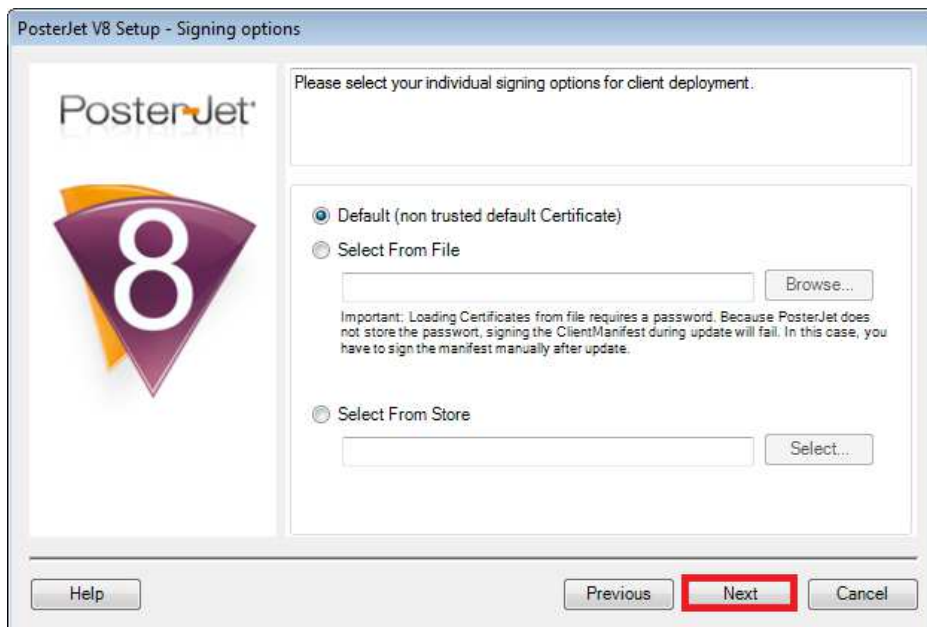 PosterJet V8 Setup - Signing options
PosterJet
8
Please select your individual signing options for client deployment.
Default (non trusted default Certificate)
Select From File
Browse...
Important: Loading Certificates from file requires a password. Because PosterJet does
not store the passwort, signing the ClientManifest during update will fail. In this case, you
have to sign the manifest manually after update.
Select From Store
Select...
Help
Previous
Next
Cancel